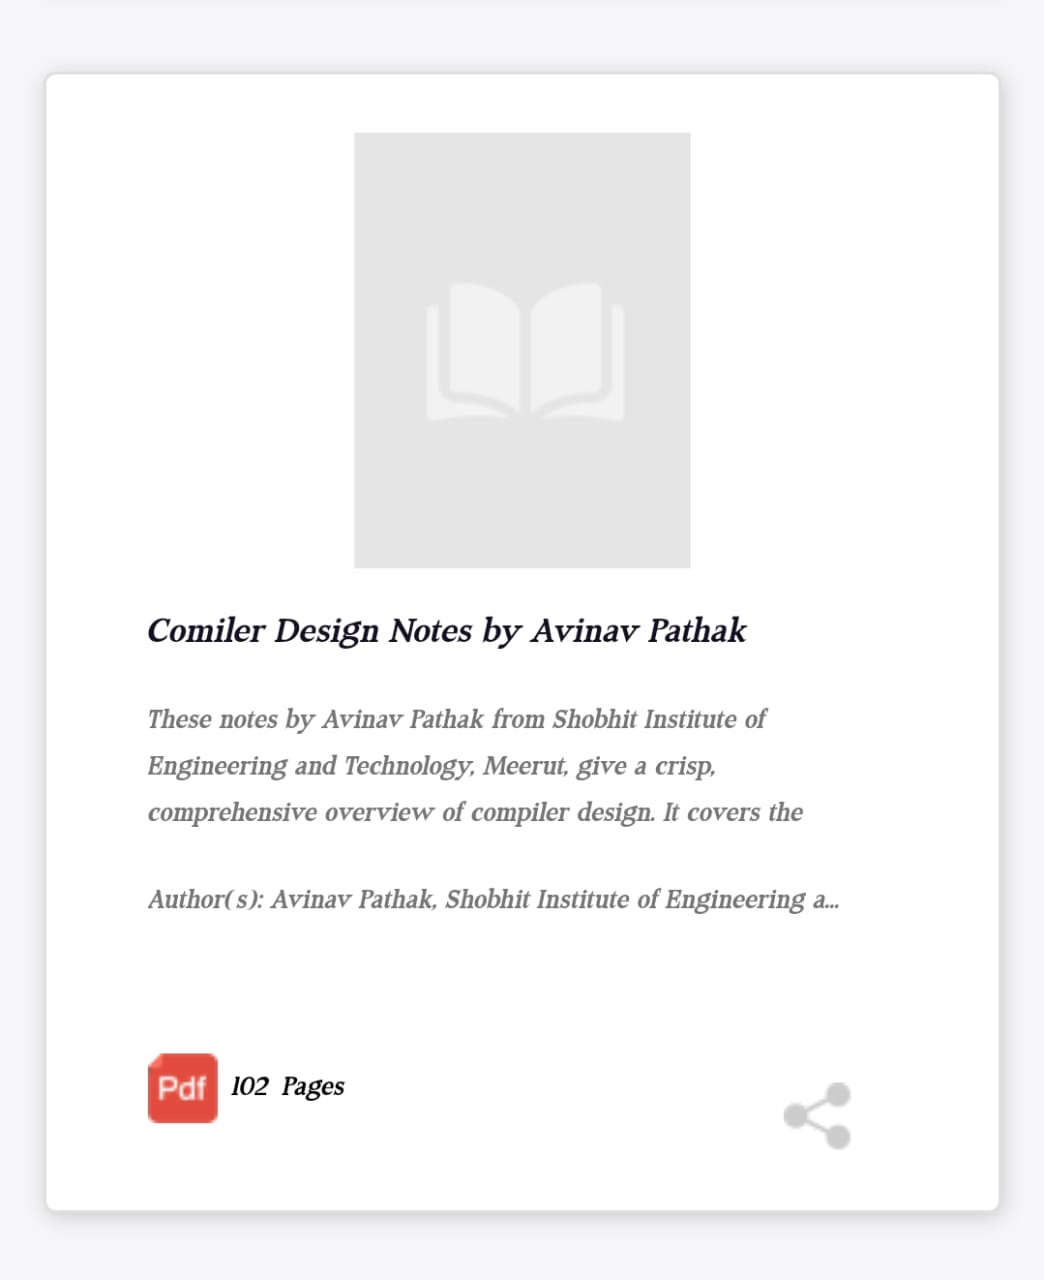 Comiler Design Notes by Avinav Pathak
These notes by Avinav Pathak from Shobhit Institute of
Engineering and Technology, Meerut, give a crisp,
comprehensive overview of compiler design. It covers the
Author(s): Avinav Pathak, Shobhit Institute of Engineering a...
Pdf 102 Pages